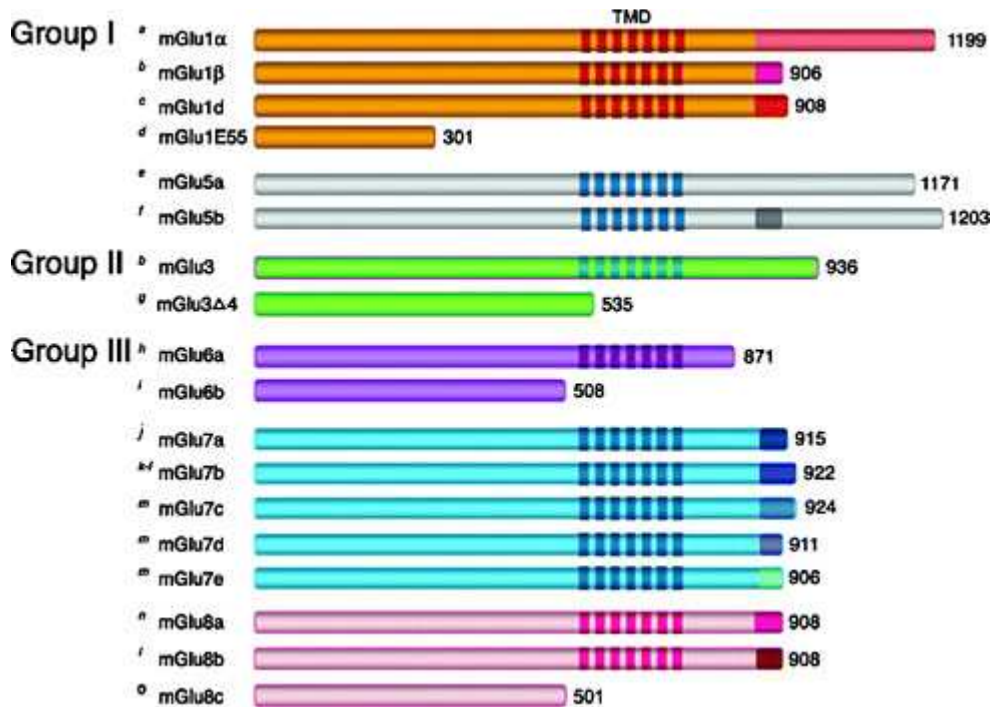 TMD
Group I a mGlu1α 1199
b mGlu1β 906
c mGlu1d 908
d mGlu1E55 301
e mGlu5a 1171
f mGlu5b 1203
Group II b mGlu3 936
g mGlu3Δ4 535
Group III h mGlu6a 871
i mGlu6b 508
j mGlu7a 915
k-l mGlu7b 922
m mGlu7c 924
m mGlu7d 911
m mGlu7e 906
n mGlu8a 908
mGlu8b 908
o mGlu8c 501